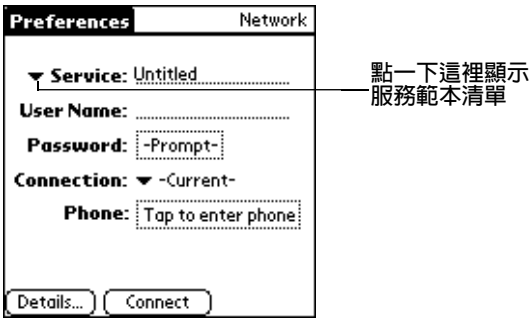 Preferences Network
Service: Untitled
點一下這裡顯示
服務範本清單
User Name:
Password: -Prompt-
Connection: -Current-
Phone: Tap to enter phone
Details... Connect